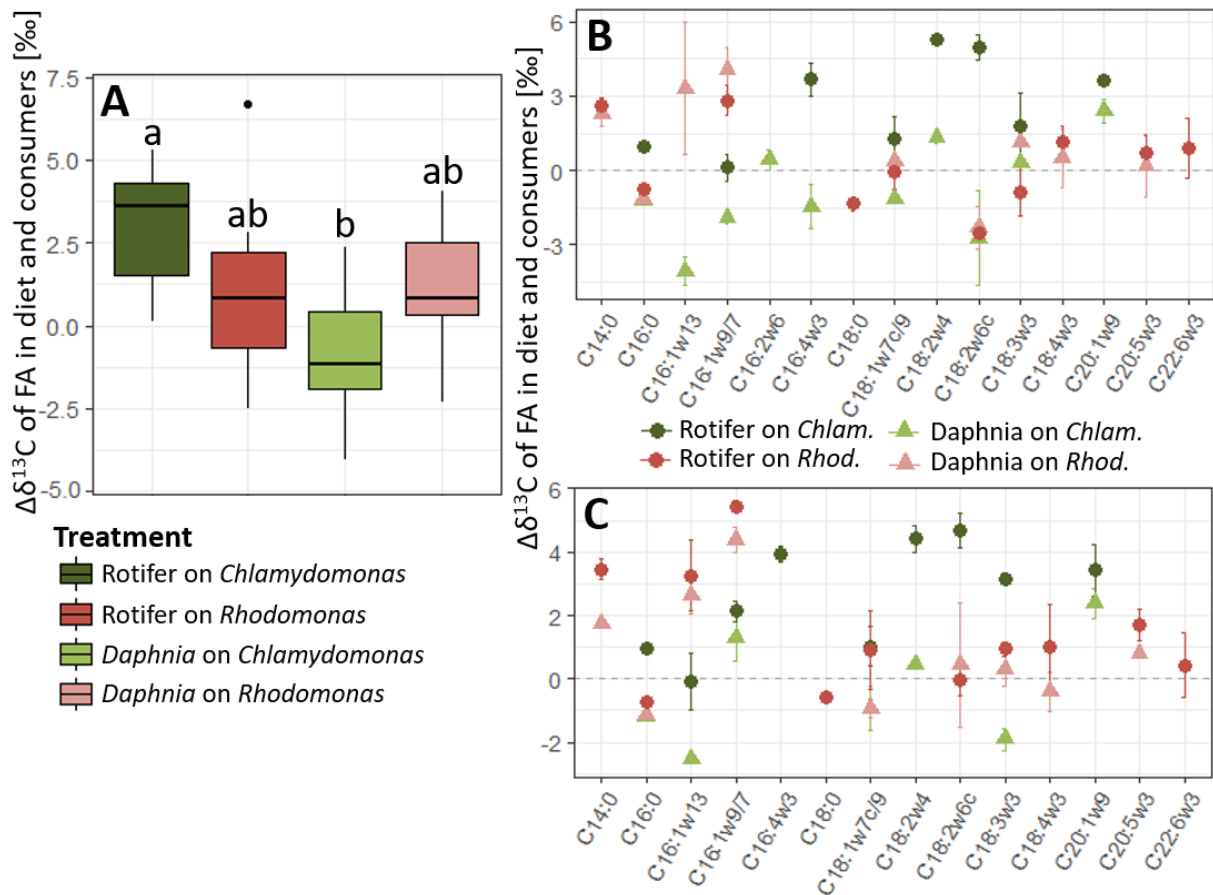 A
Δδ¹³C of FA in diet and consumers [‰]
7.5
5.0
2.5
0.0
-2.5
-5.0
a
ab
b
ab
Treatment
Rotifer on Chlamydomonas
Rotifer on Rhodomonas
Daphnia on Chlamydomonas
Daphnia on Rhodomonas
B
Δδ¹³C of FA in diet and consumers [‰]
6
3
0
-3
C14:0
C16:0
C16:1w13
C16:1w9/7
C16:2w6
C16:4w3
C18:0
C18:1w7c/9
C18:2w4
C18:2w6c
C18:3w3
C18:4w3
C20:1w9
C20:5w3
C22:6w3
Rotifer on Chlam.
Daphnia on Chlam.
Rotifer on Rhod.
Daphnia on Rhod.
C
6
4
2
0
-2
C14:0
C16:0
C16:1w13
C16:1w9/7
C16:4w3
C18:0
C18:1w7c/9
C18:2w4
C18:2w6c
C18:3w3
C18:4w3
C20:1w9
C20:5w3
C22:6w3